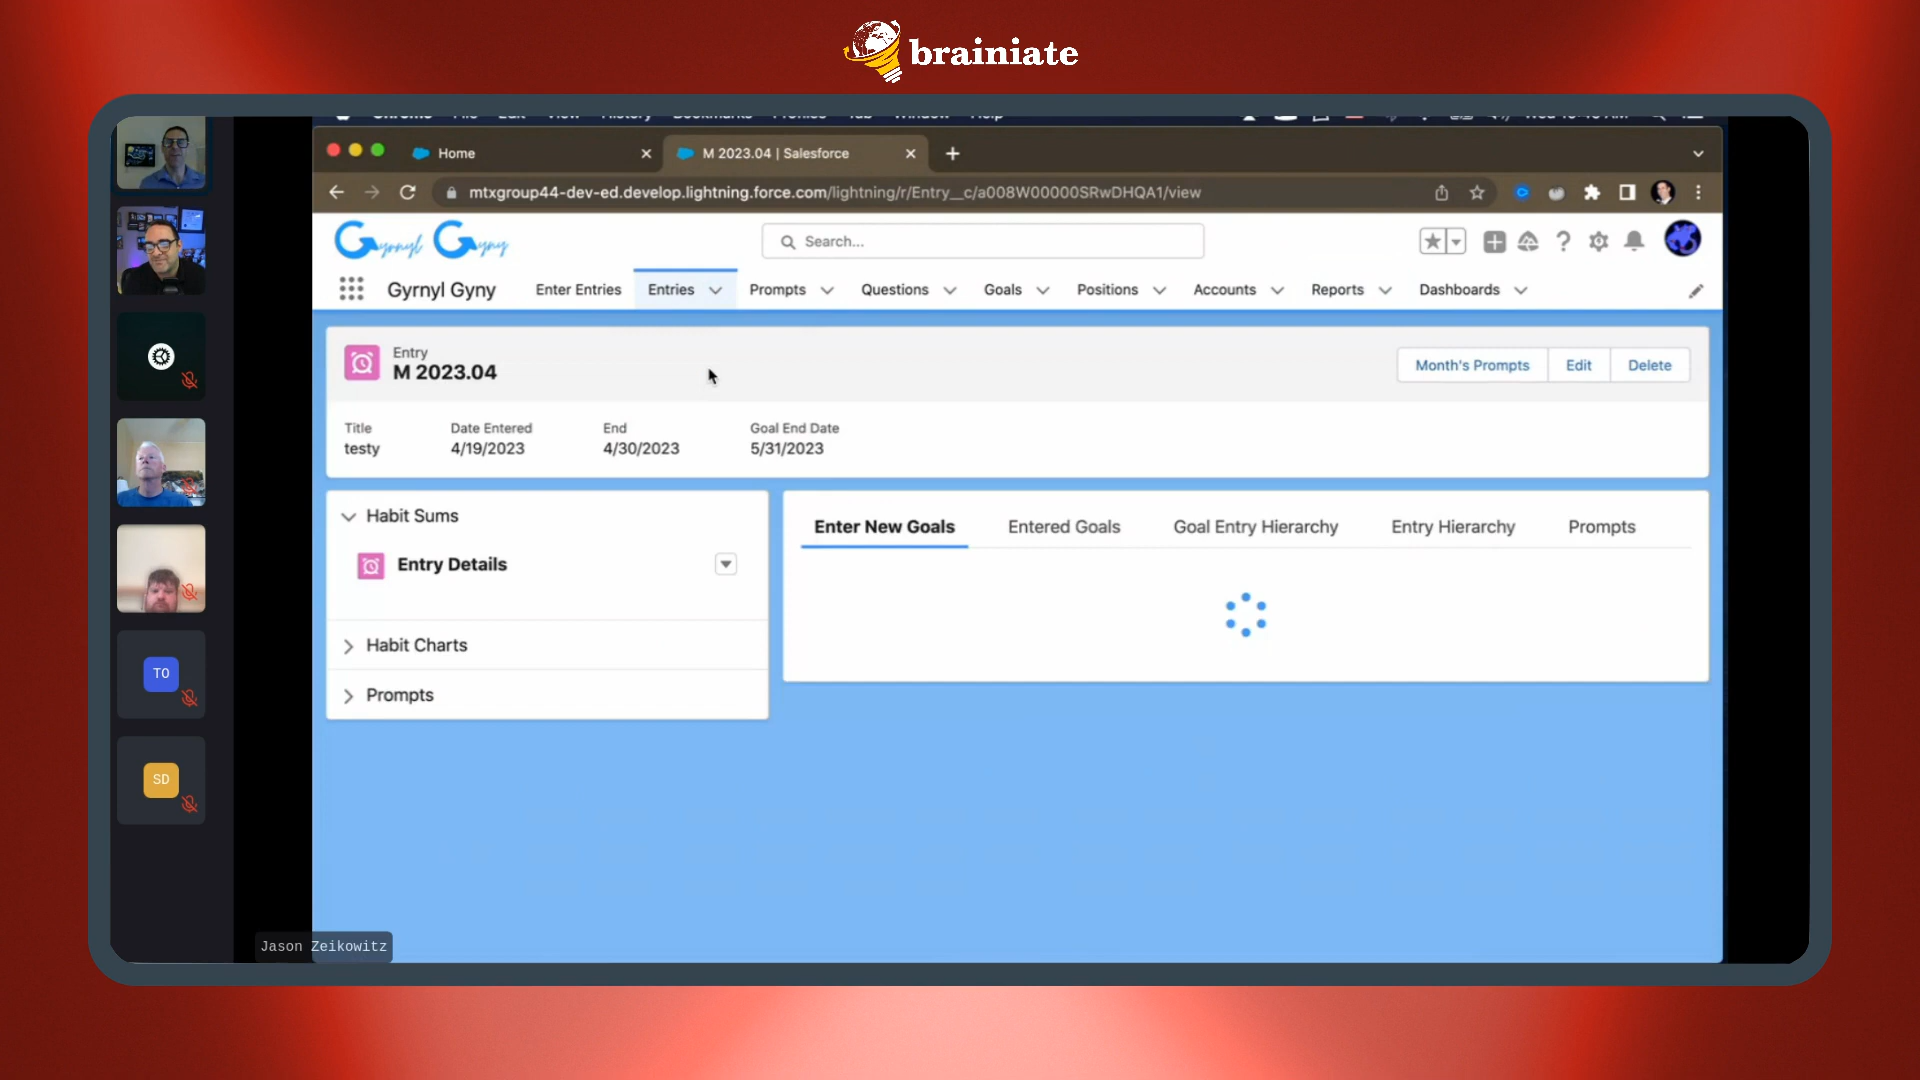 brainiate
Home
M 2023.04 | Salesforce
mtxgroup44-dev-ed.develop.lightning.force.com/lightning/r/Entry__c/a008W00000SRwDHQA1/view
Gyrnyl Gyny
Search...
Gyrnyl Gyny
Enter Entries
Entries
Prompts
Questions
Goals
Positions
Accounts
Reports
Dashboards
Entry
M 2023.04
Month's Prompts
Edit
Delete
Title
Date Entered
End
Goal End Date
testy
4/19/2023
4/30/2023
5/31/2023
Habit Sums
Entry Details
Habit Charts
Prompts
Enter New Goals
Entered Goals
Goal Entry Hierarchy
Entry Hierarchy
Prompts
TO
SD
Jason Zeikowitz